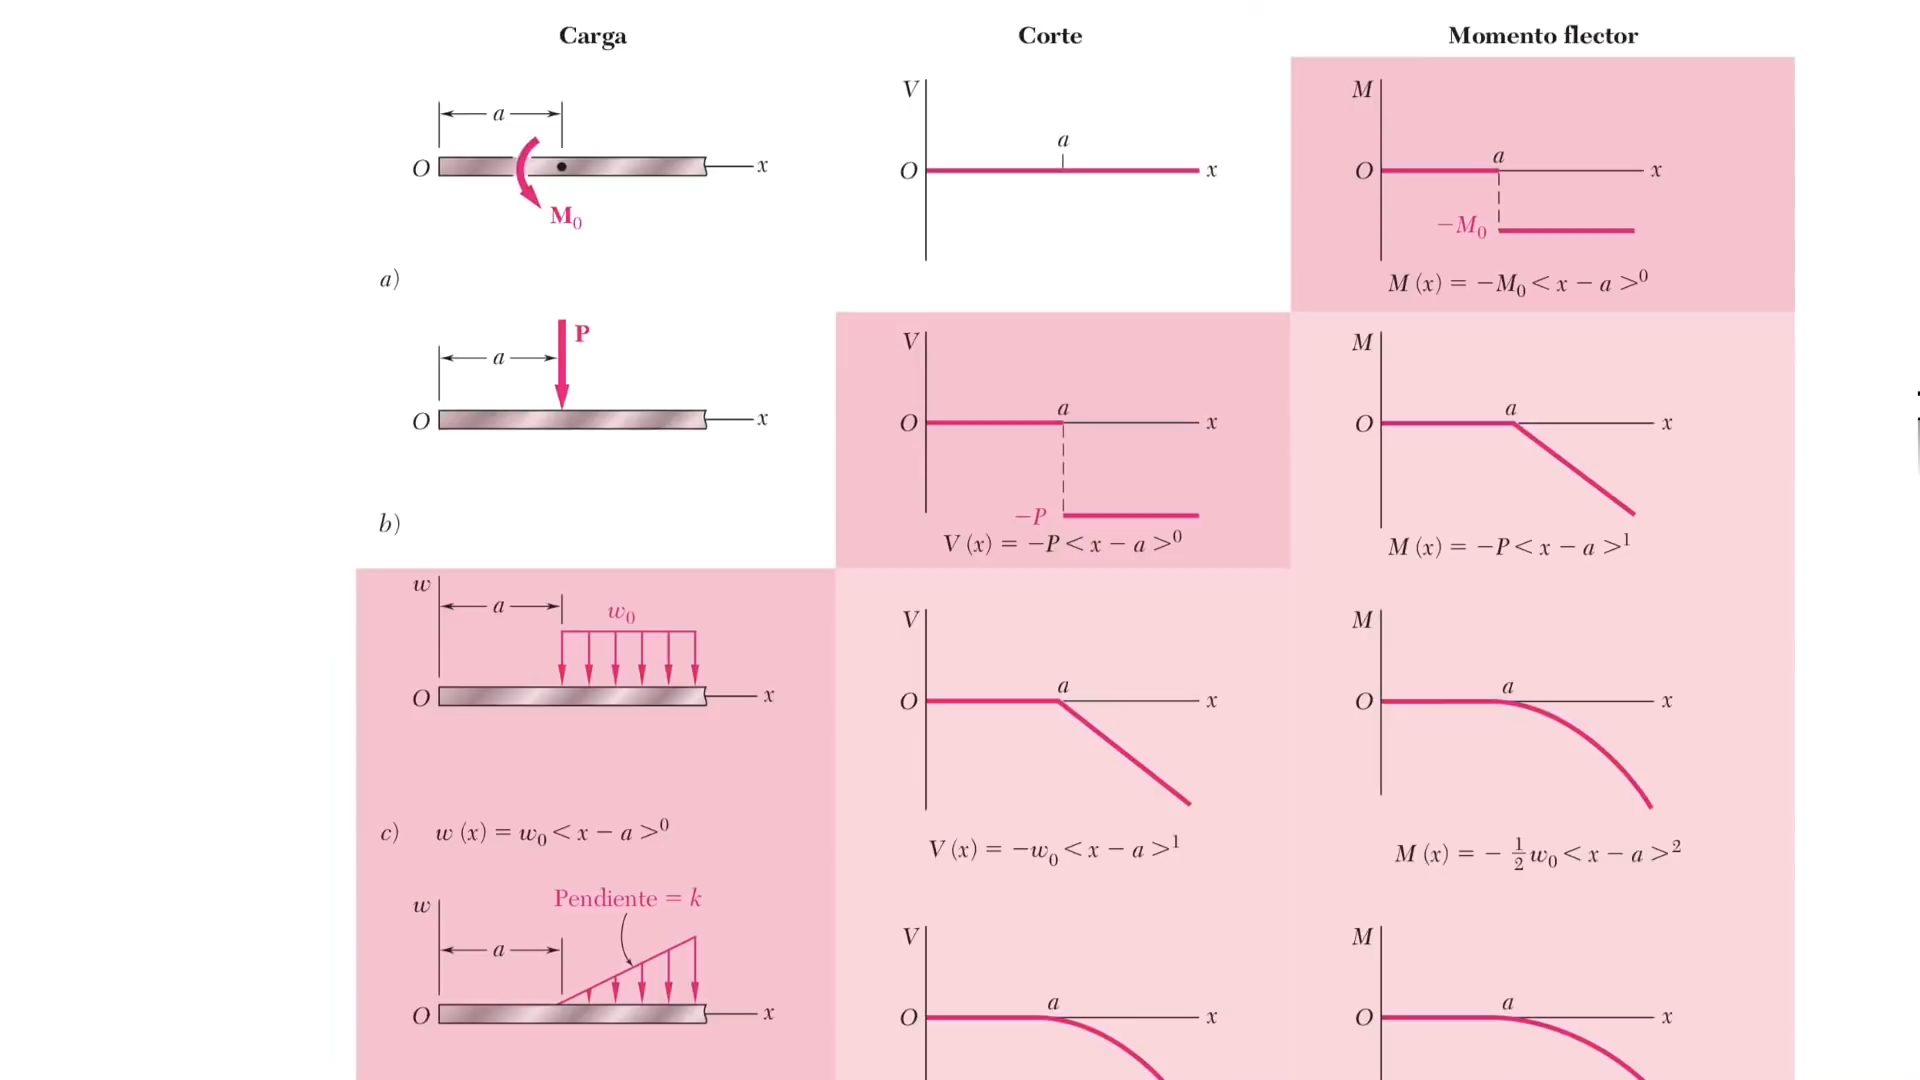 Carga Corte Momento flector
a
O x
M0
V
a
O x
M
a
O x
−M0
M (x) = −M0 < x − a >0
a)
P
a
O x
V
a
O x
−P
V (x) = −P < x − a >0
M
a
O x
M (x) = −P < x − a >1
b)
w
a
w0
O x
V
a
O x
M
a
O x
c) w (x) = w0 < x − a >0
V (x) = −w0 < x − a >1
M (x) = − 1/2 w0 < x − a >2
w
Pendiente = k
a
O x
V
a
O x
M
a
O x